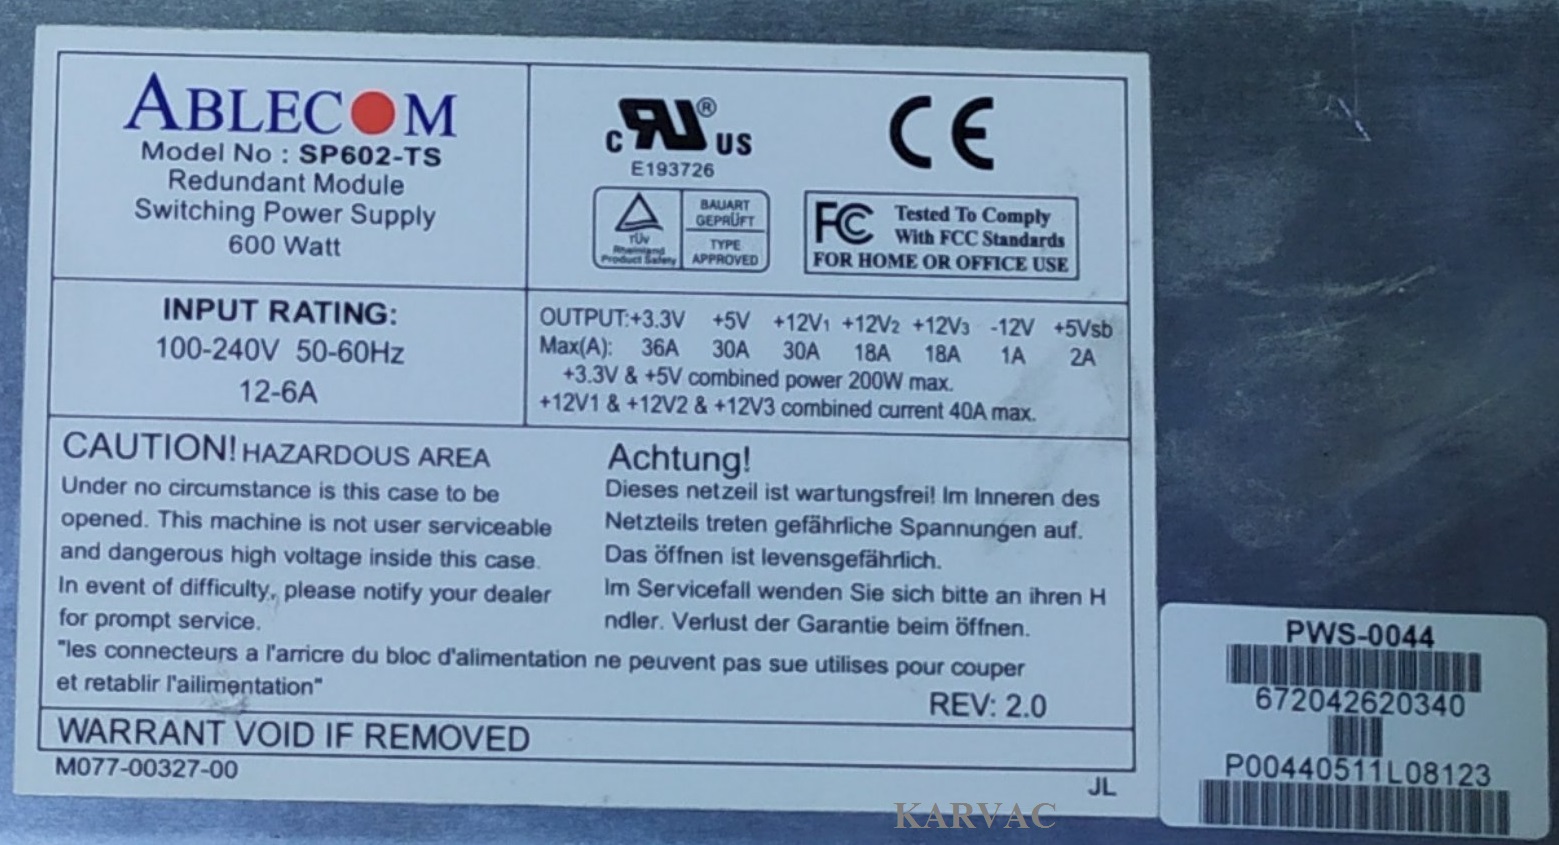 ABLECOM
Model No : SP602-TS
Redundant Module
Switching Power Supply
600 Watt
C RU ® US
E193726
CE
TÜV
Rheinland
Product Safety
BAUART
GEPRÜFT
TYPE
APPROVED
FC Tested To Comply
With FCC Standards
FOR HOME OR OFFICE USE
INPUT RATING:
100-240V 50-60Hz
12-6A
OUTPUT:+3.3V +5V +12V1 +12V2 +12V3 -12V +5Vsb
Max(A): 36A 30A 30A 18A 18A 1A 2A
+3.3V & +5V combined power 200W max.
+12V1 & +12V2 & +12V3 combined current 40A max.
CAUTION! HAZARDOUS AREA
Under no circumstance is this case to be
opened. This machine is not user serviceable
and dangerous high voltage inside this case.
In event of difficulty, please notify your dealer
for prompt service.
Achtung!
Dieses netzeil ist wartungsfrei! Im Inneren des
Netzteils treten gefährliche Spannungen auf.
Das öffnen ist levensgefährlich.
Im Servicefall wenden Sie sich bitte an ihren H
ndler. Verlust der Garantie beim öffnen.
"les connecteurs a l'arricre du bloc d'alimentation ne peuvent pas sue utilises pour couper
et retablir l'ailimentation"
REV: 2.0
WARRANT VOID IF REMOVED
M077-00327-00
JL
PWS-0044
672042620340
P00440511L08123
KARVAC